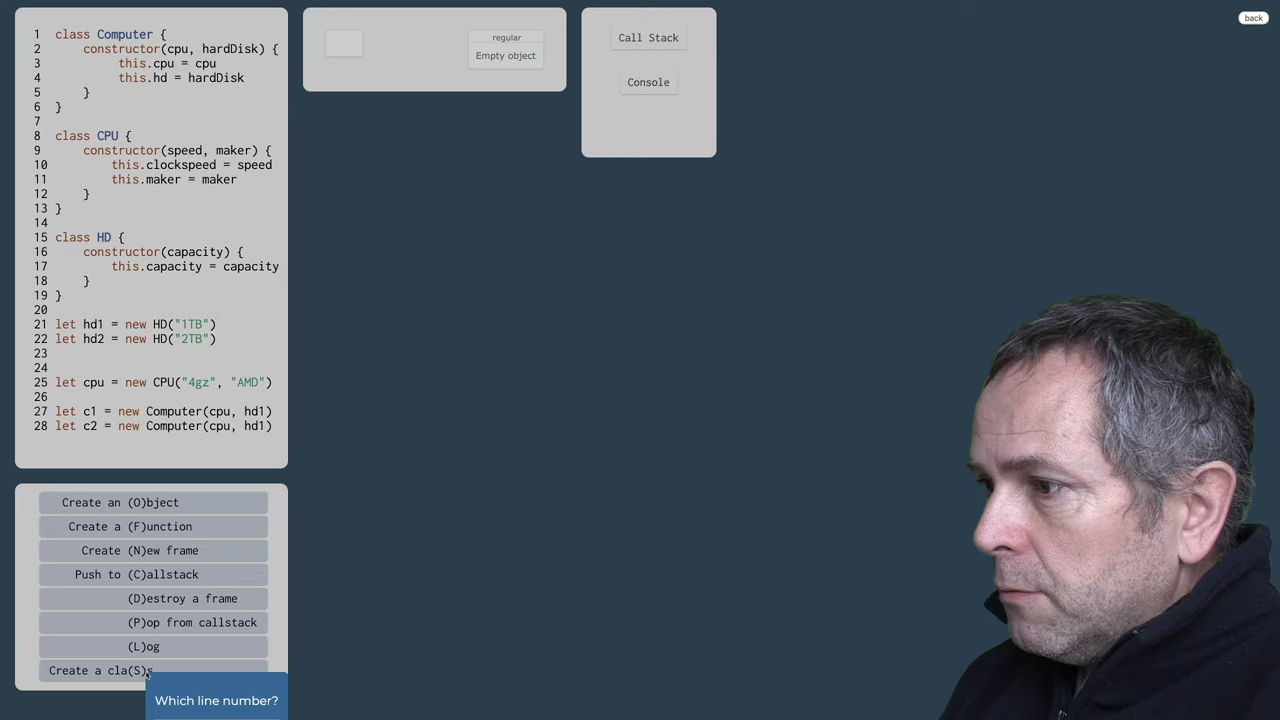 1 class Computer {
2 constructor(cpu, hardDisk) {
3 this.cpu = cpu
4 this.hd = hardDisk
5 }
6 }
7
8 class CPU {
9 constructor(speed, maker) {
10 this.clockspeed = speed
11 this.maker = maker
12 }
13 }
14
15 class HD {
16 constructor(capacity) {
17 this.capacity = capacity
18 }
19 }
20
21 let hd1 = new HD("1TB")
22 let hd2 = new HD("2TB")
23
24
25 let cpu = new CPU("4gz", "AMD")
26
27 let c1 = new Computer(cpu, hd1)
28 let c2 = new Computer(cpu, hd1)
Create an (O)bject
Create a (F)unction
Create (N)ew frame
Push to (C)allstack
(D)estroy a frame
(P)op from callstack
(L)og
Create a cla(S)s
Which line number?
regular
Empty object
Call Stack
Console
back